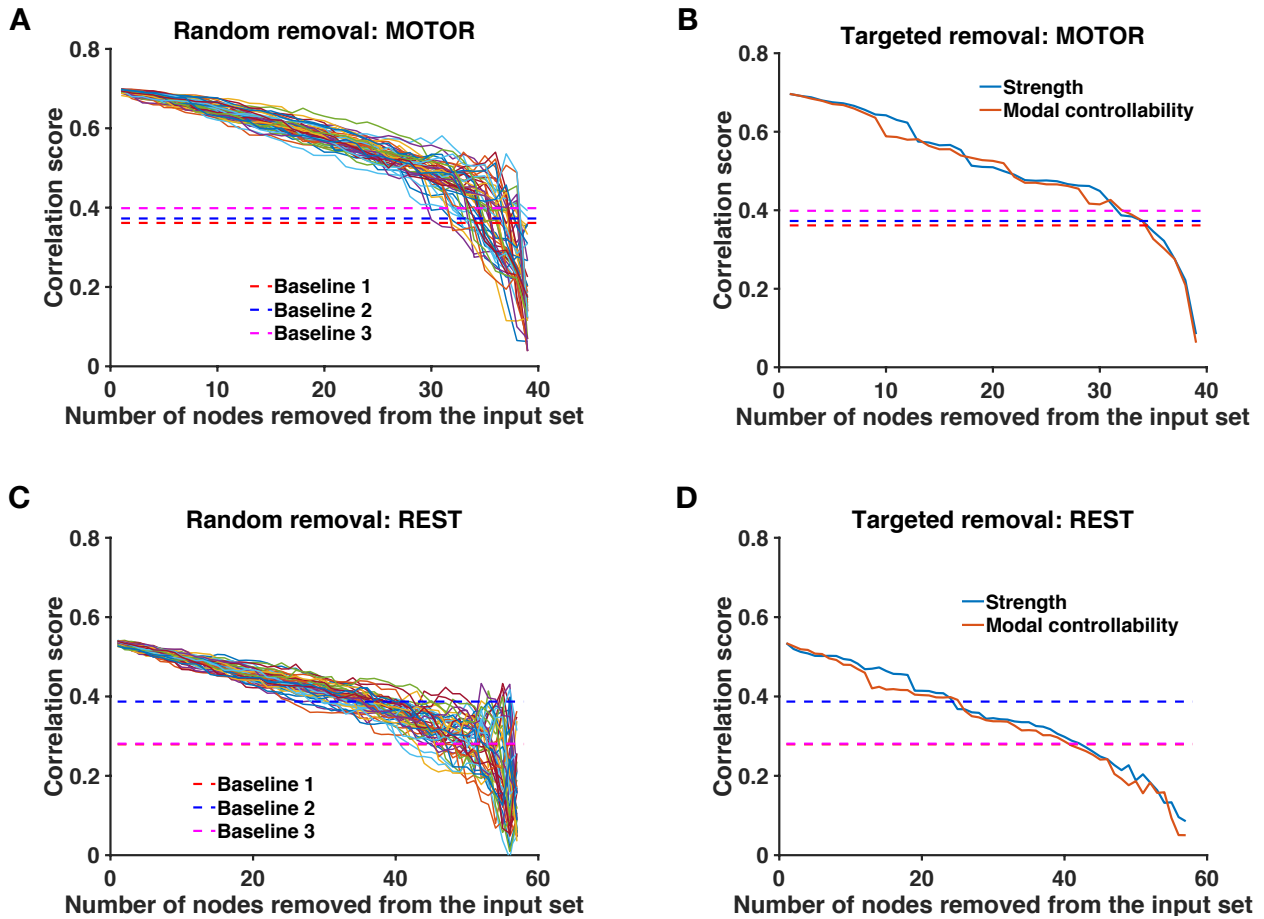 A
Random removal: MOTOR
Correlation score
0.8
0.6
0.4
0.2
0
Baseline 1
Baseline 2
Baseline 3
0 10 20 30 40
Number of nodes removed from the input set
B
Targeted removal: MOTOR
Correlation score
0.8
0.6
0.4
0.2
0
Strength
Modal controllability
0 10 20 30 40
Number of nodes removed from the input set
C
Random removal: REST
Correlation score
0.8
0.6
0.4
0.2
0
Baseline 1
Baseline 2
Baseline 3
0 20 40 60
Number of nodes removed from the input set
D
Targeted removal: REST
Correlation score
0.8
0.6
0.4
0.2
0
Strength
Modal controllability
0 20 40 60
Number of nodes removed from the input set